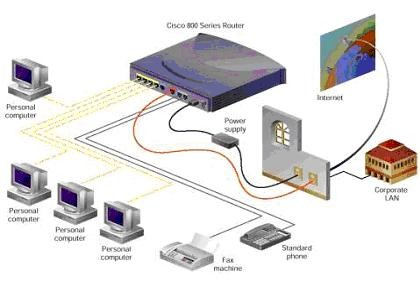 Cisco 800 Series Router
Personal
computer
Internet
Power
supply
Corporate
LAN
Personal
computer
Personal
computer
Personal
computer
Standard
phone
Fax
machine